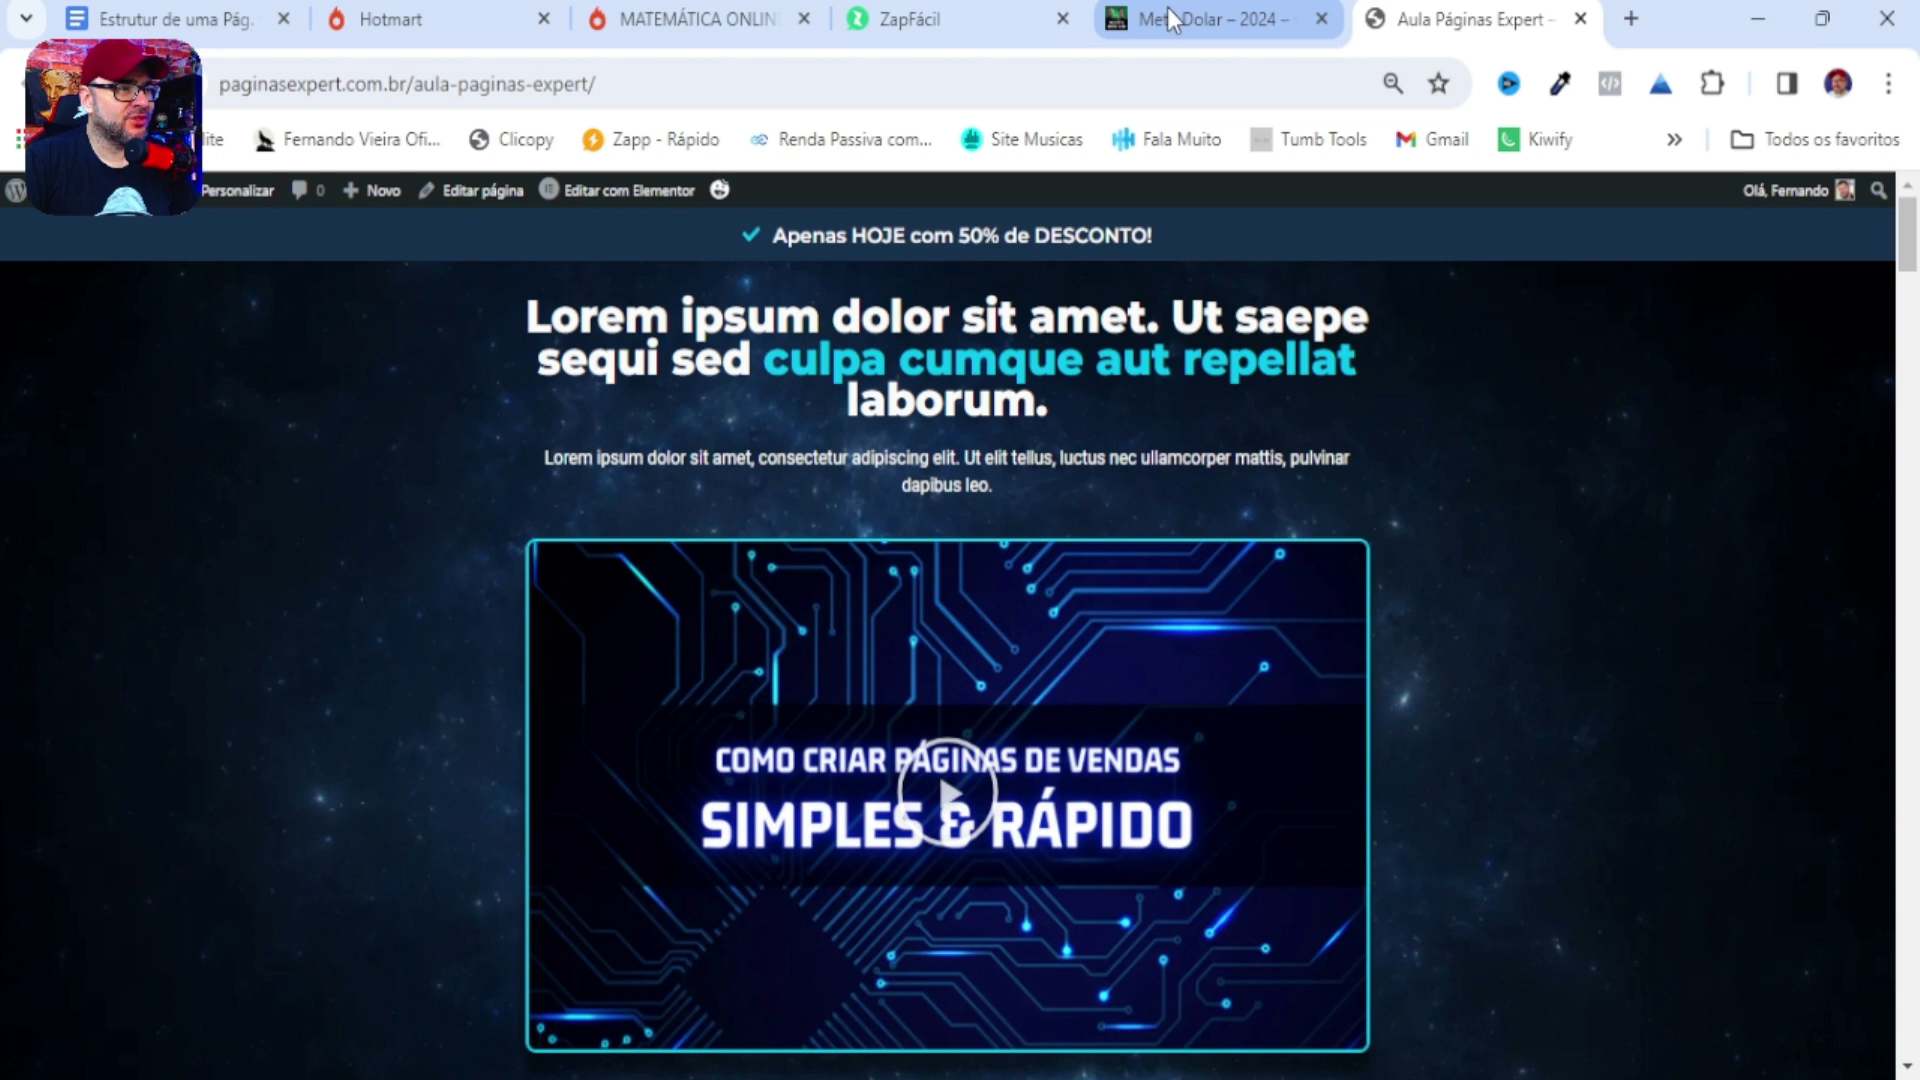 Estrutur de uma Pág.
Hotmart
MATEMÁTICA ONLIN
ZapFácil
Dolar – 2024 –
Aula Páginas Expert –
paginasexpert.com.br/aula-paginas-expert/
Fernando Vieira Ofi...
Clicopy
Zapp - Rápido
Renda Passiva com...
Site Musicas
Fala Muito
Tumb Tools
Gmail
Kiwify
Todos os favoritos
Personalizar
0
Novo
Editar página
Editar com Elementor
Olá, Fernando
Apenas HOJE com 50% de DESCONTO!
Lorem ipsum dolor sit amet. Ut saepe
sequi sed culpa cumque aut repellat
laborum.
Lorem ipsum dolor sit amet, consectetur adipiscing elit. Ut elit tellus, luctus nec ullamcorper mattis, pulvinar
dapibus leo.
COMO CRIAR PÁGINAS DE VENDAS
SIMPLES & RÁPIDO